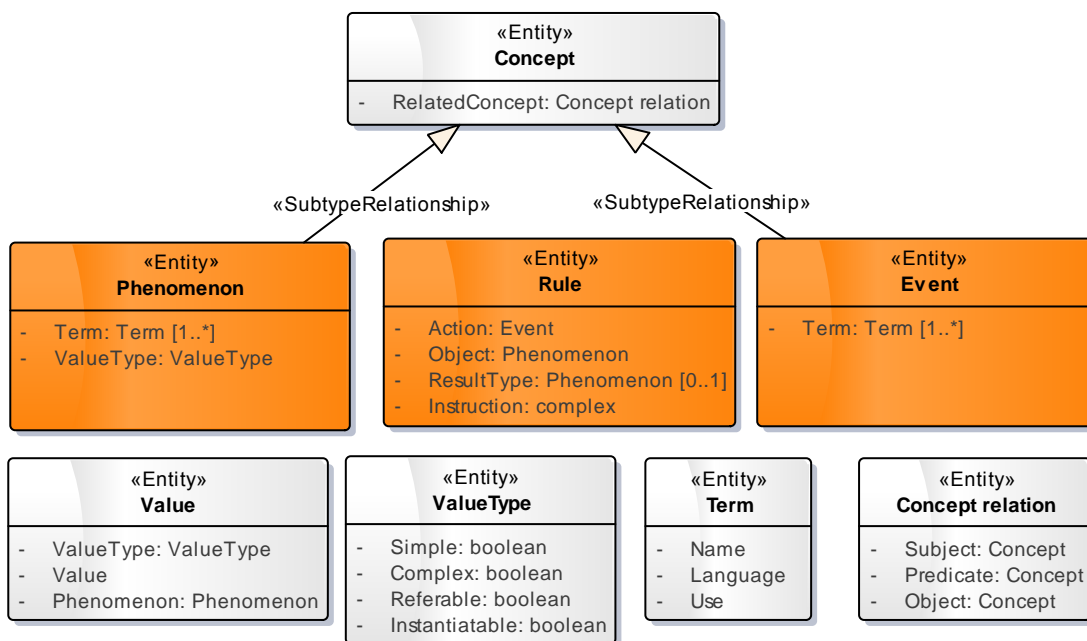 «Entity»
Concept
- RelatedConcept: Concept relation
«SubtypeRelationship»
«SubtypeRelationship»
«Entity»
Phenomenon
- Term: Term [1..*]
- ValueType: ValueType
«Entity»
Rule
- Action: Event
- Object: Phenomenon
- ResultType: Phenomenon [0..1]
- Instruction: complex
«Entity»
Event
- Term: Term [1..*]
«Entity»
Value
- ValueType: ValueType
- Value
- Phenomenon: Phenomenon
«Entity»
ValueType
- Simple: boolean
- Complex: boolean
- Referable: boolean
- Instantiatable: boolean
«Entity»
Term
- Name
- Language
- Use
«Entity»
Concept relation
- Subject: Concept
- Predicate: Concept
- Object: Concept